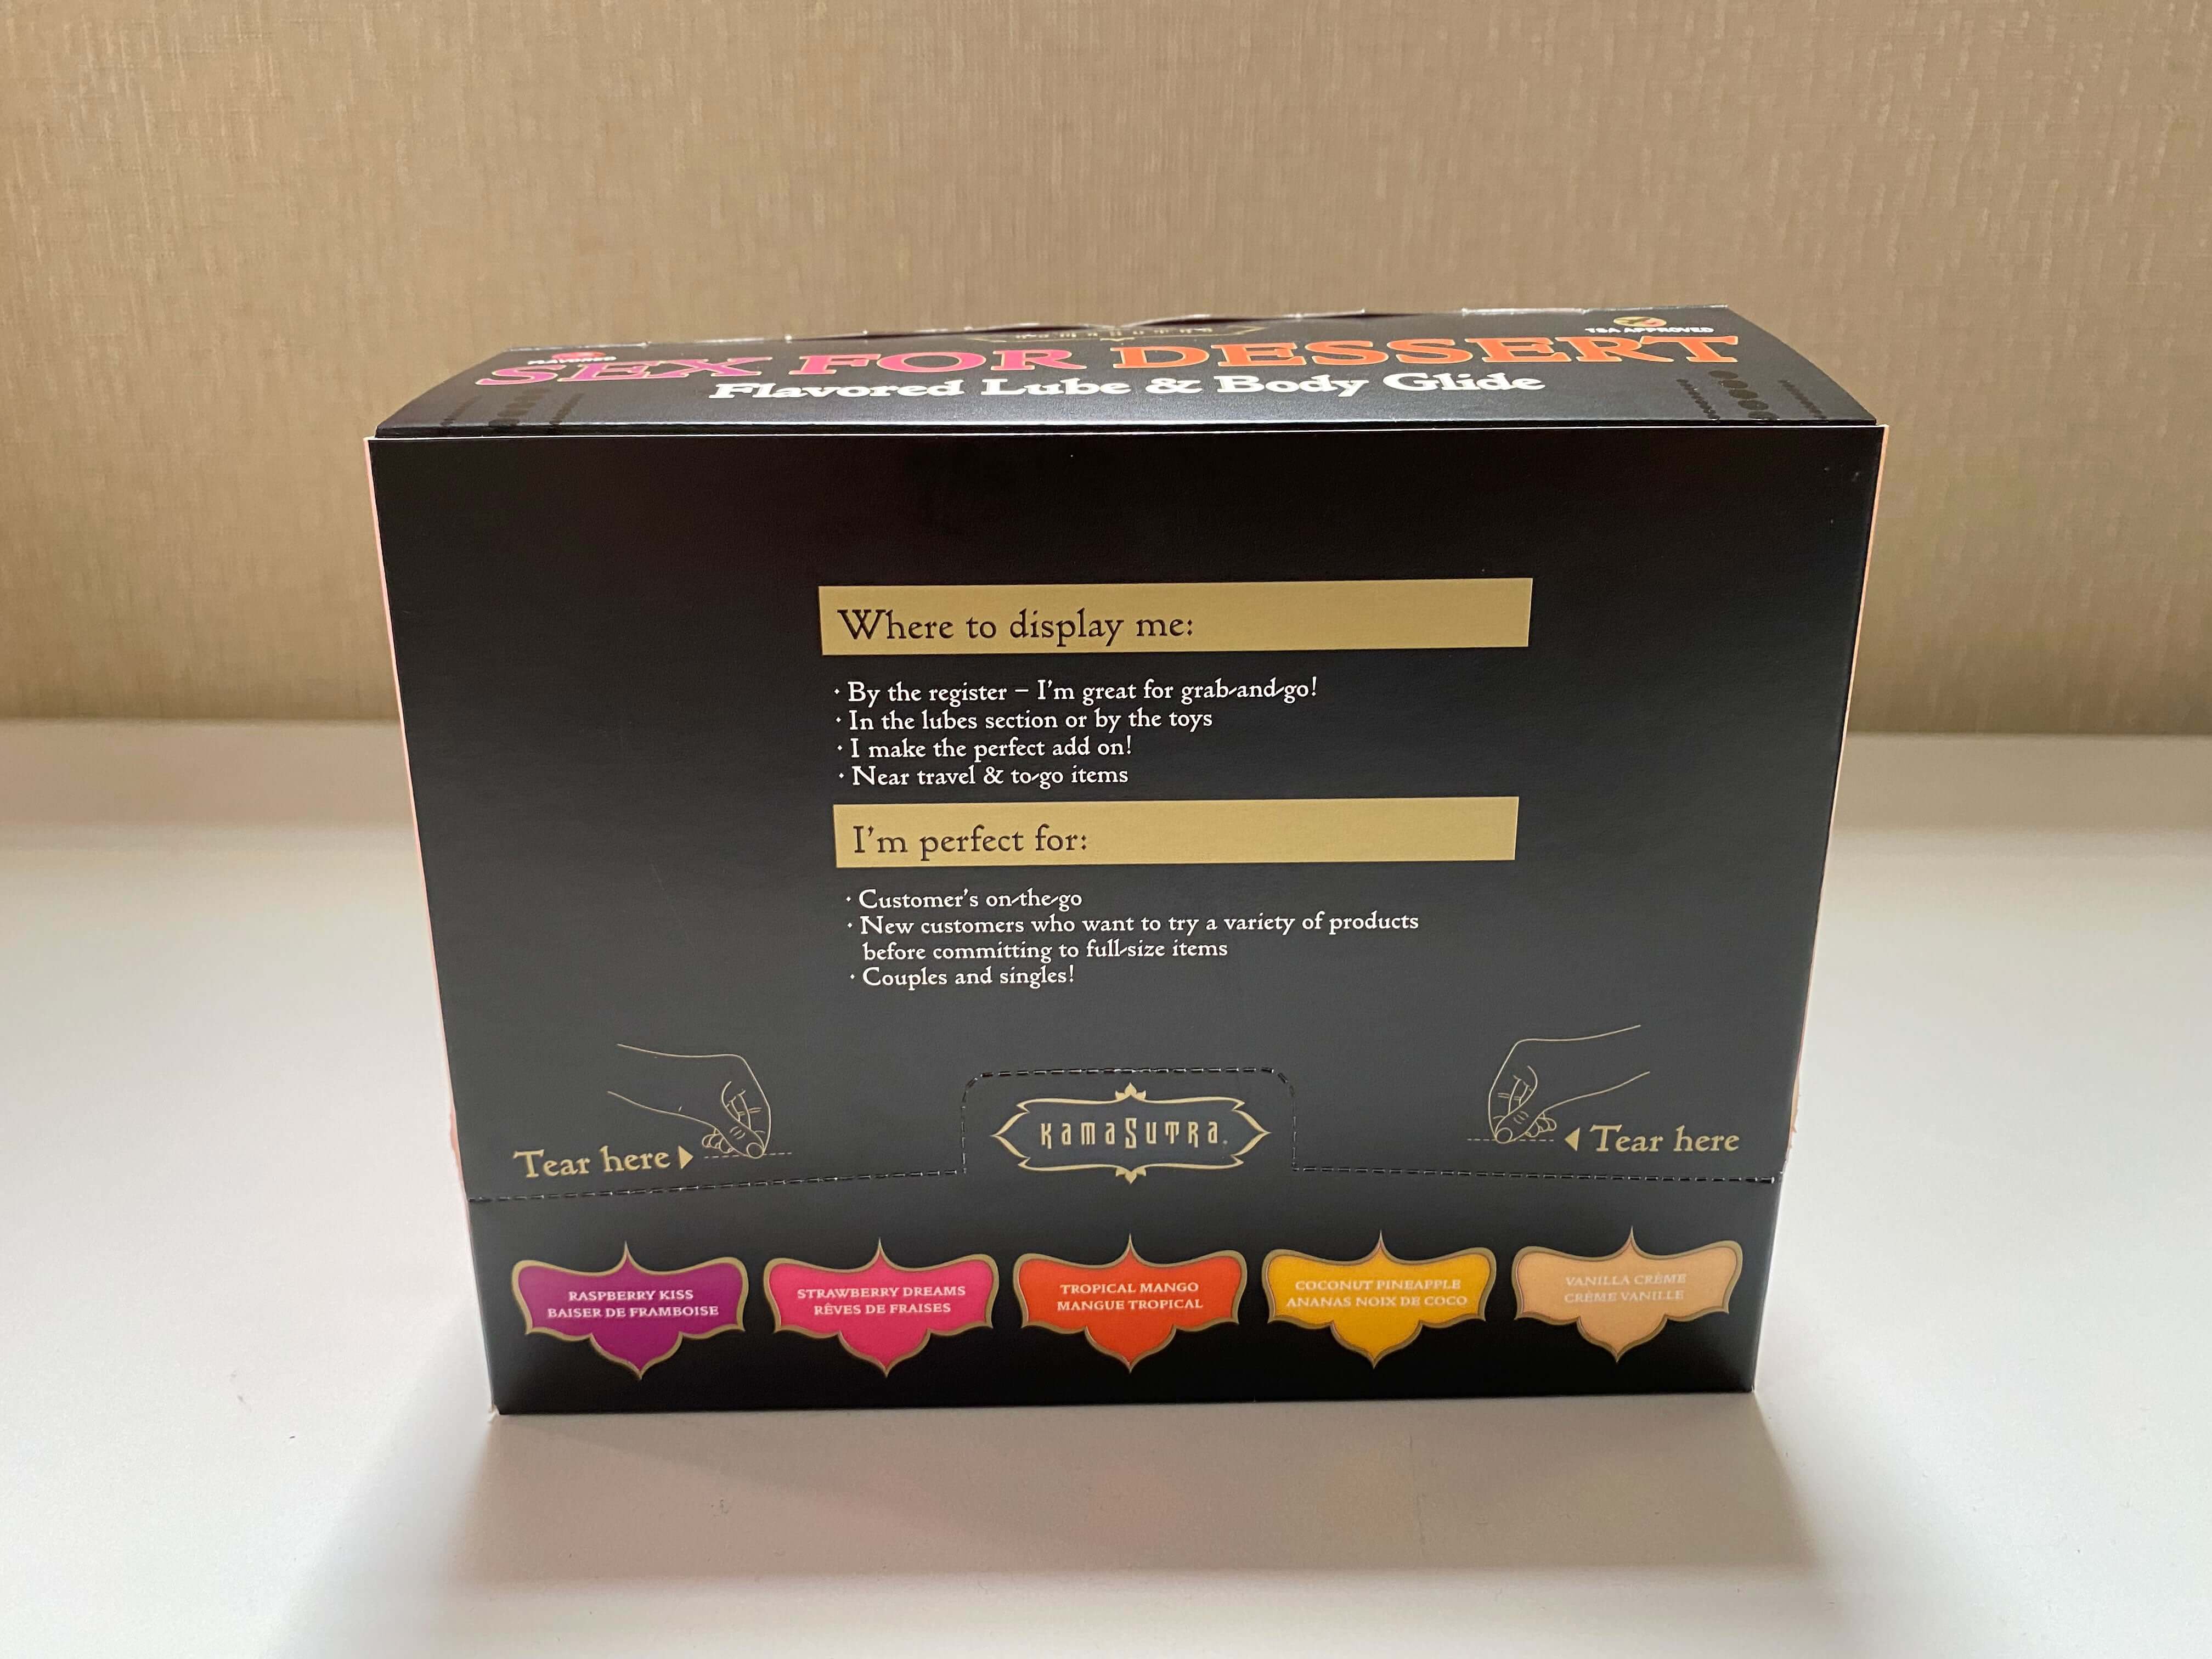 FLAVORED
TSA APPROVED
SEX FOR DESSERT
Flavored Lube & Body Glide
Where to display me:
· By the register – I'm great for grab-and-go!
· In the lubes section or by the toys
· I make the perfect add on!
· Near travel & to-go items
I'm perfect for:
· Customer's on-the-go
· New customers who want to try a variety of products
before committing to full-size items
· Couples and singles!
Tear here
KamaSutra
Tear here
RASPBERRY KISS
BAISER DE FRAMBOISE
STRAWBERRY DREAMS
RÊVES DE FRAISES
TROPICAL MANGO
MANGUE TROPICAL
COCONUT PINEAPPLE
ANANAS NOIX DE COCO
VANILLA CRÈME
CRÈME VANILLE